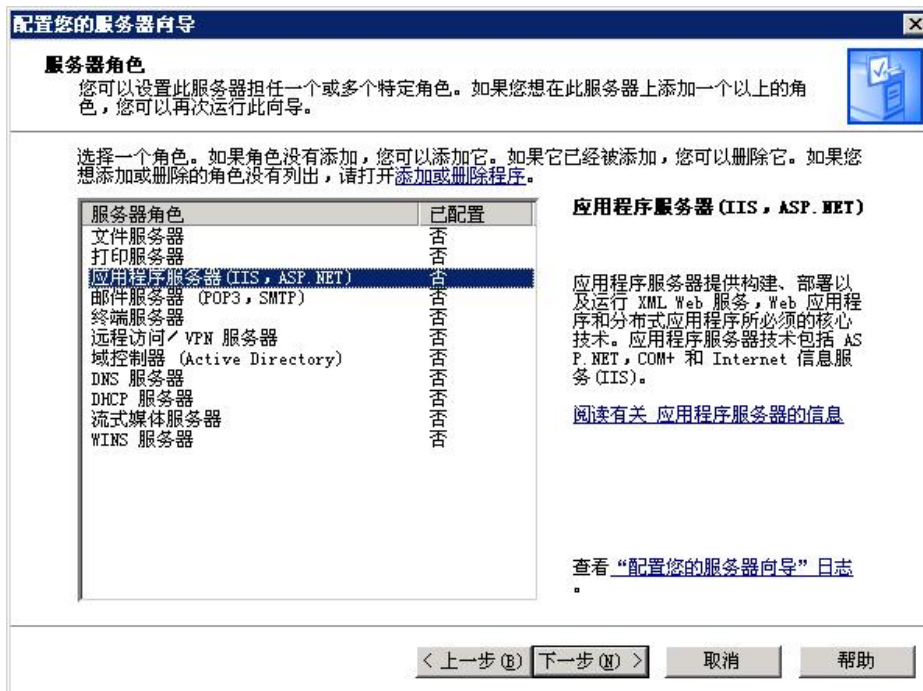 配置您的服务器向导
服务器角色
您可以设置此服务器担任一个或多个特定角色。如果您想在此服务器上添加一个以上的角
色，您可以再次运行此向导。
选择一个角色。如果角色没有添加，您可以添加它。如果它已经被添加，您可以删除它。如果您
想添加或删除的角色没有列出，请打开添加或删除程序。
服务器角色 已配置
文件服务器 否
打印服务器 否
应用程序服务器(IIS，ASP.NET) 否
邮件服务器 (POP3，SMTP) 否
终端服务器 否
远程访问/VPN 服务器 否
域控制器 (Active Directory) 否
DNS 服务器 否
DHCP 服务器 否
流式媒体服务器 否
WINS 服务器 否
应用程序服务器(IIS，ASP.NET)
应用程序服务器提供构建、部署以
及运行 XML Web 服务，Web 应用程
序和分布式应用程序所必须的核心
技术。应用程序服务器技术包括 AS
P.NET，COM+ 和 Internet 信息服
务(IIS)。
阅读有关 应用程序服务器的信息
查看“配置您的服务器向导”日志
。
< 上一步(B) 下一步(N) > 取消 帮助